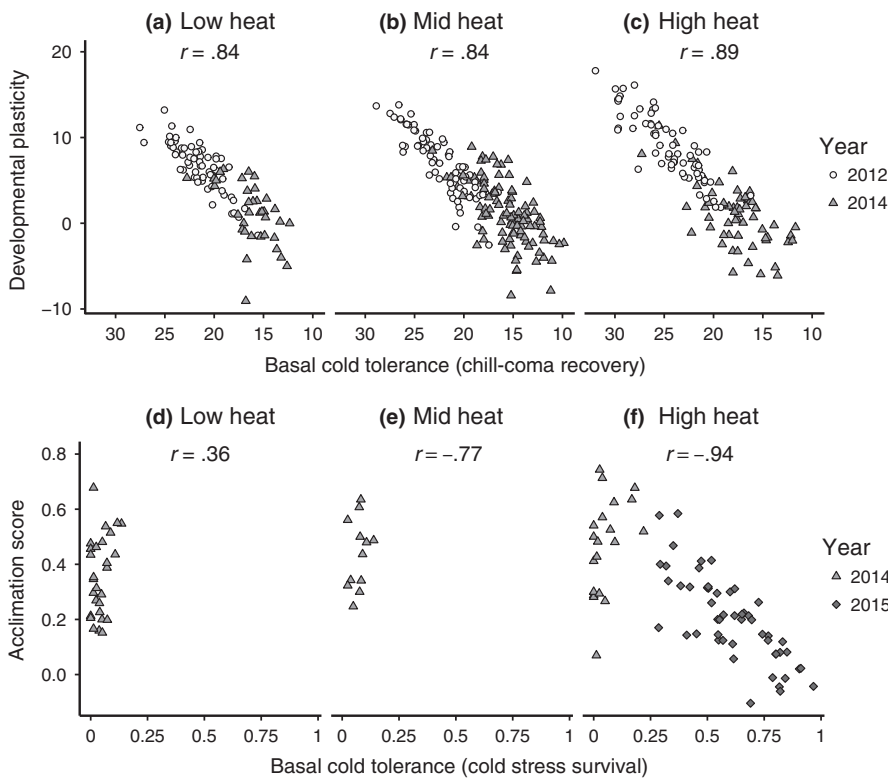 (a) Low heat
r = .84
(b) Mid heat
r = .84
(c) High heat
r = .89
Developmental plasticity
20
10
0
−10
30 25 20 15 10
30 25 20 15 10
30 25 20 15 10
Basal cold tolerance (chill-coma recovery)
Year
2012
2014
(d) Low heat
r = .36
(e) Mid heat
r = −.77
(f) High heat
r = −.94
Acclimation score
0.8
0.6
0.4
0.2
0.0
0 0.25 0.5 0.75 1
0 0.25 0.5 0.75 1
0 0.25 0.5 0.75 1
Basal cold tolerance (cold stress survival)
Year
2014
2015